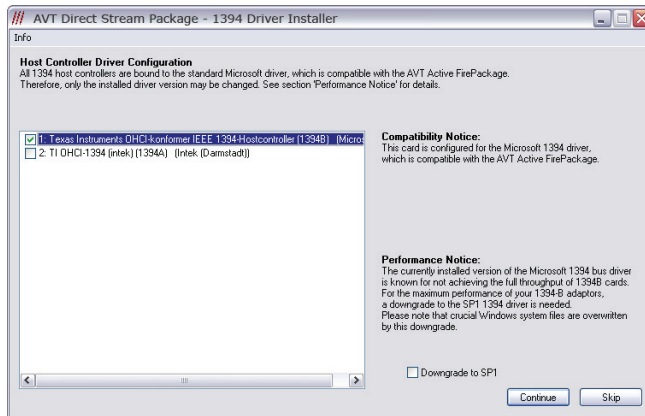 AVT Direct Stream Package - 1394 Driver Installer
Info
Host Controller Driver Configuration
All 1394 host controllers are bound to the standard Microsoft driver, which is compatible with the AVT Active FirePackage.
Therefore, only the installed driver version may be changed. See section 'Performance Notice' for details.
1: Texas Instruments OHCI-konformer IEEE 1394-Hostcontroller (1394B) (Micros
2: TI OHCI-1394 (intek) (1394A) (Intek (Darmstadt))
Compatibility Notice:
This card is configured for the Microsoft 1394 driver,
which is compatible with the AVT Active FirePackage.
Performance Notice:
The currently installed version of the Microsoft 1394 bus driver
is known for not achieving the full throughput of 1394B cards.
For the maximum performance of your 1394-B adaptors,
a downgrade to the SP1 1394 driver is needed.
Please note that crucial Windows system files are overwritten
by this downgrade.
Downgrade to SP1
Continue
Skip